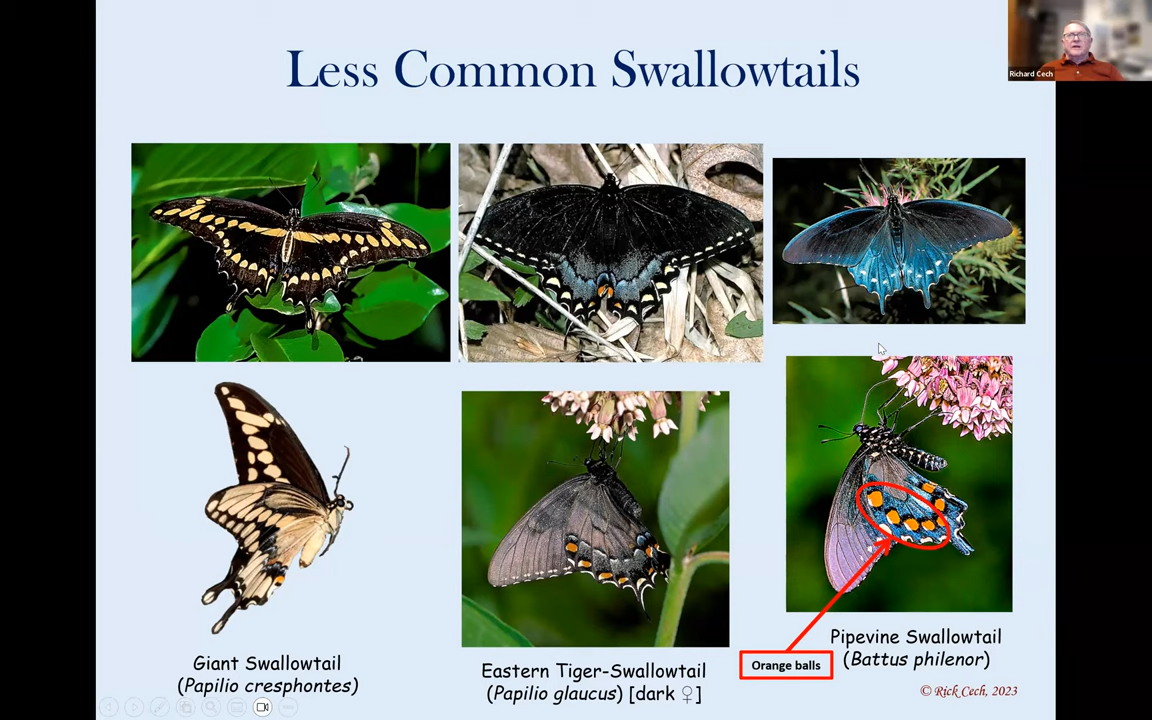 Less Common Swallowtails
Richard Cech
Giant Swallowtail
(Papilio cresphontes)
Eastern Tiger-Swallowtail
(Papilio glaucus) [dark ♀]
Orange balls
Pipevine Swallowtail
(Battus philenor)
© Rick Cech, 2023